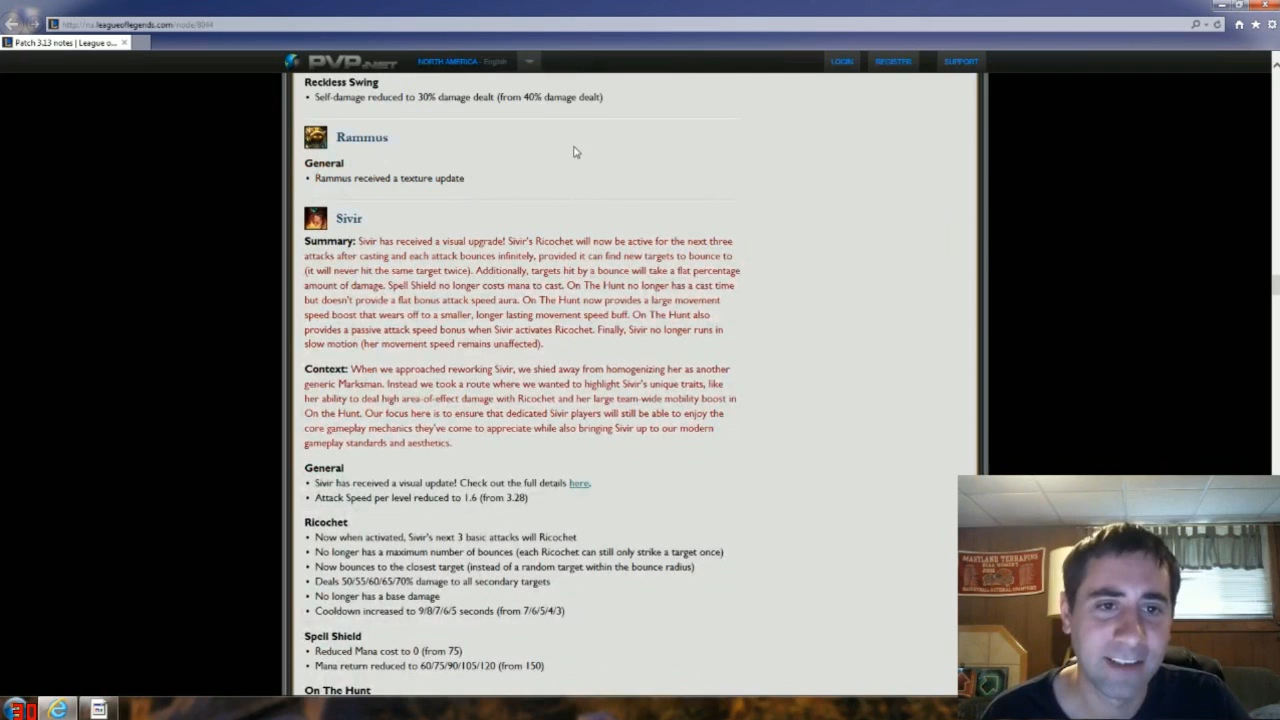 http://na.leagueoflegends.com/node/8044
Patch 3.13 notes | League o...
PVP.NET NORTH AMERICA - English LOGIN REGISTER SUPPORT
Reckless Swing
• Self-damage reduced to 30% damage dealt (from 40% damage dealt)
Rammus
General
• Rammus received a texture update
Sivir
Summary: Sivir has received a visual upgrade! Sivir's Ricochet will now be active for the next three
attacks after casting and each attack bounces infinitely, provided it can find new targets to bounce to
(it will never hit the same target twice). Additionally, targets hit by a bounce will take a flat percentage
amount of damage. Spell Shield no longer costs mana to cast. On The Hunt no longer has a cast time
but doesn't provide a flat bonus attack speed aura. On The Hunt now provides a large movement
speed boost that wears off to a smaller, longer lasting movement speed buff. On The Hunt also
provides a passive attack speed bonus when Sivir activates Ricochet. Finally, Sivir no longer runs in
slow motion (her movement speed remains unaffected).
Context: When we approached reworking Sivir, we shied away from homogenizing her as another
generic Marksman. Instead we took a route where we wanted to highlight Sivir's unique traits, like
her ability to deal high area-of-effect damage with Ricochet and her large team-wide mobility boost in
On the Hunt. Our focus here is to ensure that dedicated Sivir players will still be able to enjoy the
core gameplay mechanics they've come to appreciate while also bringing Sivir up to our modern
gameplay standards and aesthetics.
General
• Sivir has received a visual update! Check out the full details here.
• Attack Speed per level reduced to 1.6 (from 3.28)
Ricochet
• Now when activated, Sivir's next 3 basic attacks will Ricochet
• No longer has a maximum number of bounces (each Ricochet can still only strike a target once)
• Now bounces to the closest target (instead of a random target within the bounce radius)
• Deals 50/55/60/65/70% damage to all secondary targets
• No longer has a base damage
• Cooldown increased to 9/8/7/6/5 seconds (from 7/6/5/4/3)
Spell Shield
• Reduced Mana cost to 0 (from 75)
• Mana return reduced to 60/75/90/105/120 (from 150)
On The Hunt
MARYLAND TERRAPINS